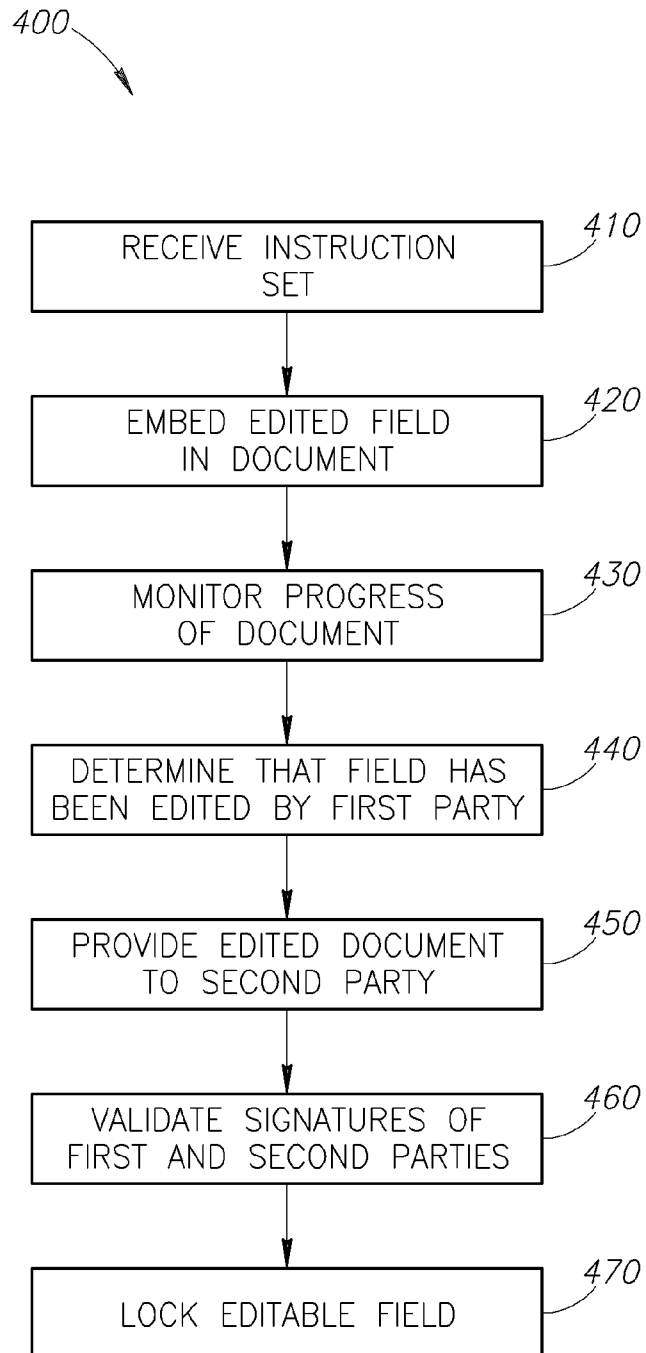 400
RECEIVE INSTRUCTION
SET
410
EMBED EDITED FIELD
IN DOCUMENT
420
MONITOR PROGRESS
OF DOCUMENT
430
DETERMINE THAT FIELD HAS
BEEN EDITED BY FIRST PARTY
440
PROVIDE EDITED DOCUMENT
TO SECOND PARTY
450
VALIDATE SIGNATURES OF
FIRST AND SECOND PARTIES
460
LOCK EDITABLE FIELD
470